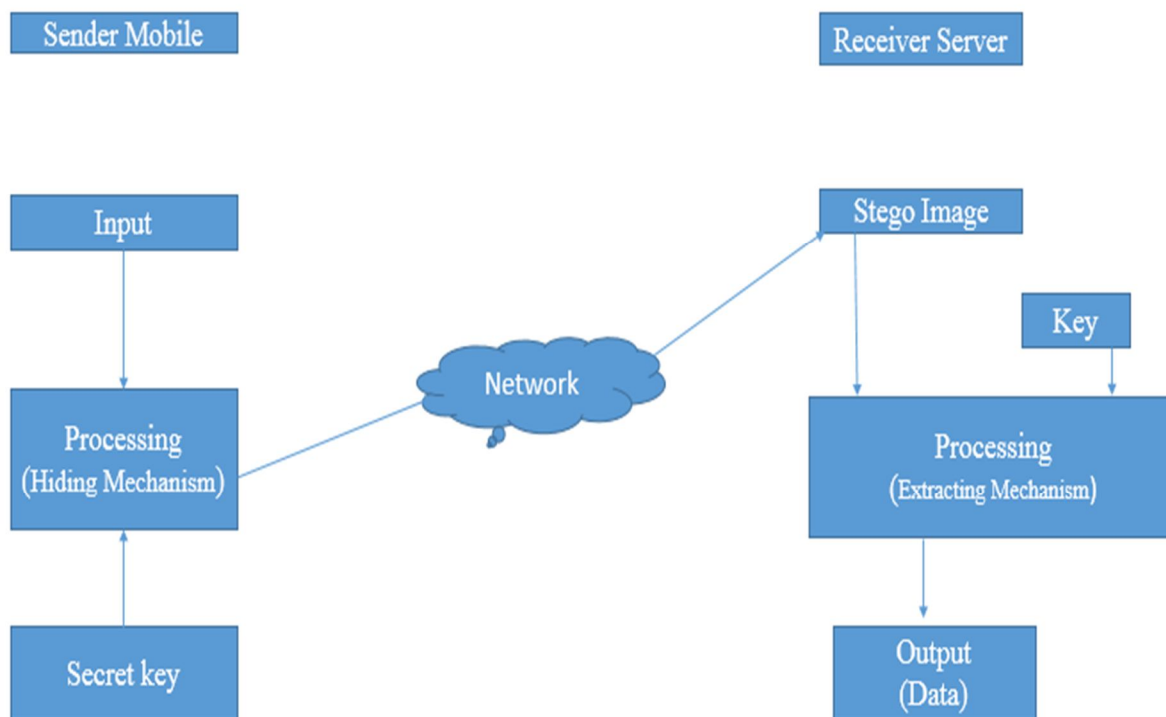 Sender Mobile
Receiver Server
Input
Stego Image
Key
Network
Processing
(Hiding Mechanism)
Processing
(Extracting Mechanism)
Secret key
Output
(Data)